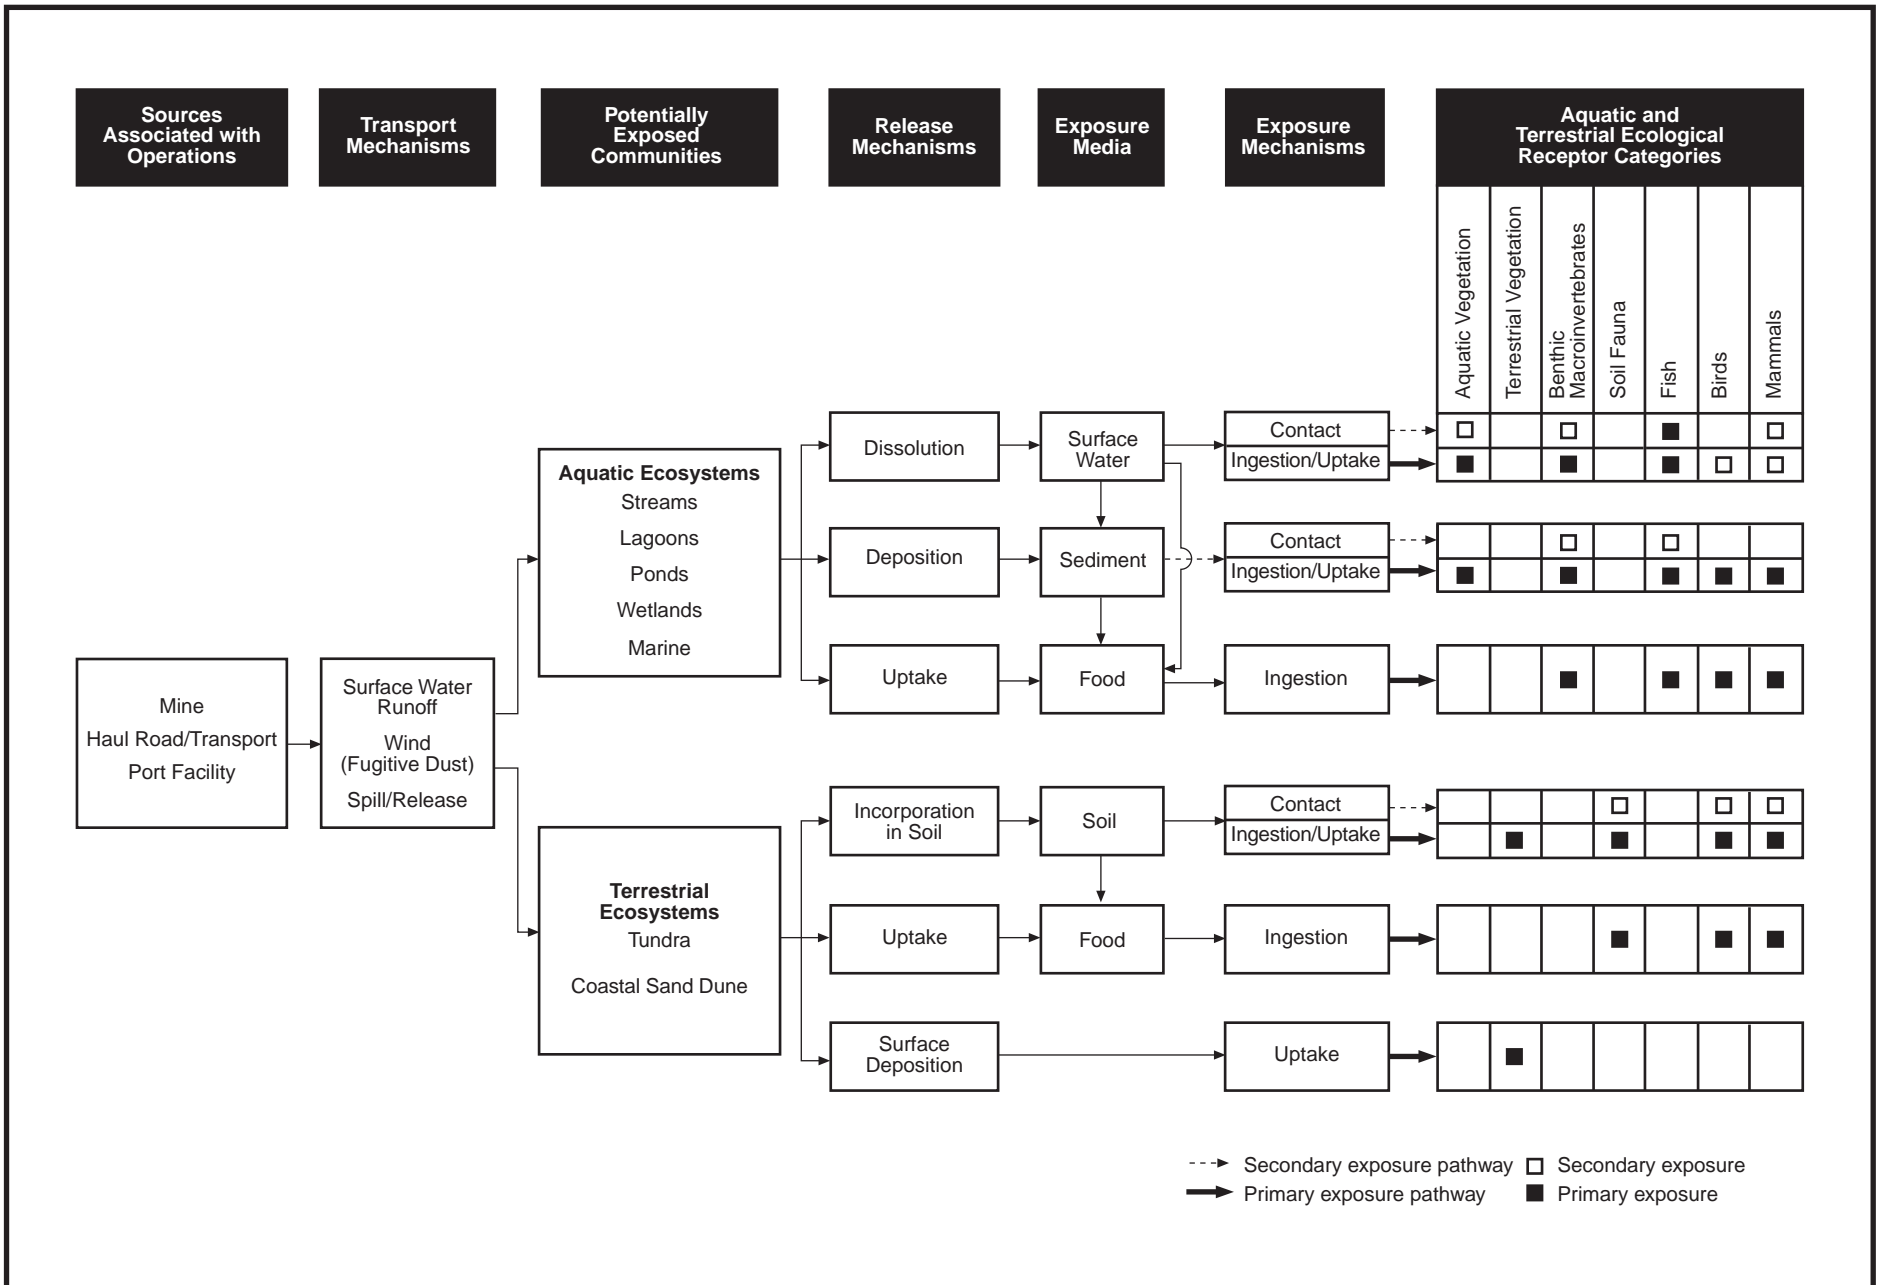 Sources
Associated with
Operations
Transport
Mechanisms
Potentially
Exposed
Communities
Release
Mechanisms
Exposure
Media
Exposure
Mechanisms
Aquatic and
Terrestrial Ecological
Receptor Categories
Aquatic Vegetation
Terrestrial Vegetation
Benthic
Macroinvertebrates
Soil Fauna
Fish
Birds
Mammals
Mine
Haul Road/Transport
Port Facility
Surface Water
Runoff
Wind
(Fugitive Dust)
Spill/Release
Aquatic Ecosystems
Streams
Lagoons
Ponds
Wetlands
Marine
Terrestrial
Ecosystems
Tundra
Coastal Sand Dune
Dissolution
Surface
Water
Contact
Ingestion/Uptake
Deposition
Sediment
Contact
Ingestion/Uptake
Uptake
Food
Ingestion
Incorporation
in Soil
Soil
Contact
Ingestion/Uptake
Uptake
Food
Ingestion
Surface
Deposition
Uptake
Secondary exposure pathway
Secondary exposure
Primary exposure pathway
Primary exposure